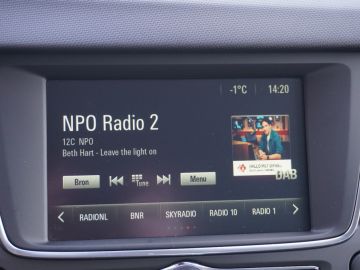 -1°C 14:20
NPO Radio 2
12C NPO
Beth Hart - Leave the light on
DAB
Bron Tune Menu
RADIONL BNR SKYRADIO RADIO 10 RADIO 1